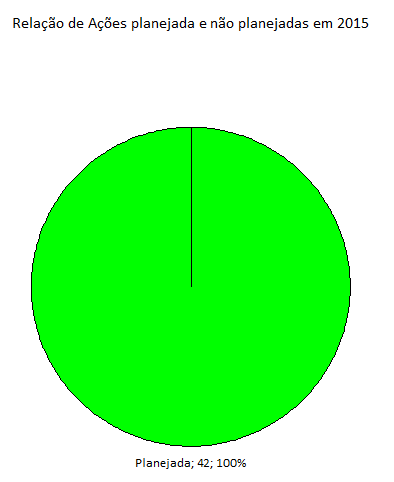 Relação de Ações planejada e não planejadas em 2015
Planejada; 42; 100%